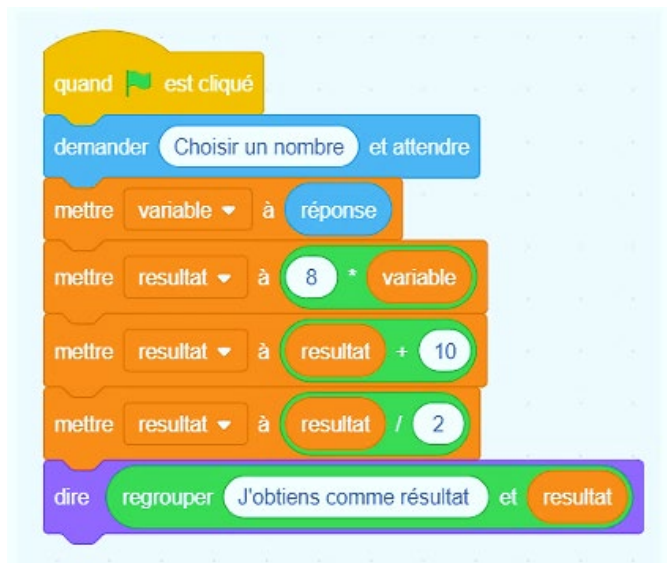 quand est cliqué
demander Choisir un nombre et attendre
mettre variable à réponse
mettre resultat à 8 * variable
mettre resultat à resultat + 10
mettre resultat à resultat / 2
dire regrouper J'obtiens comme résultat et resultat